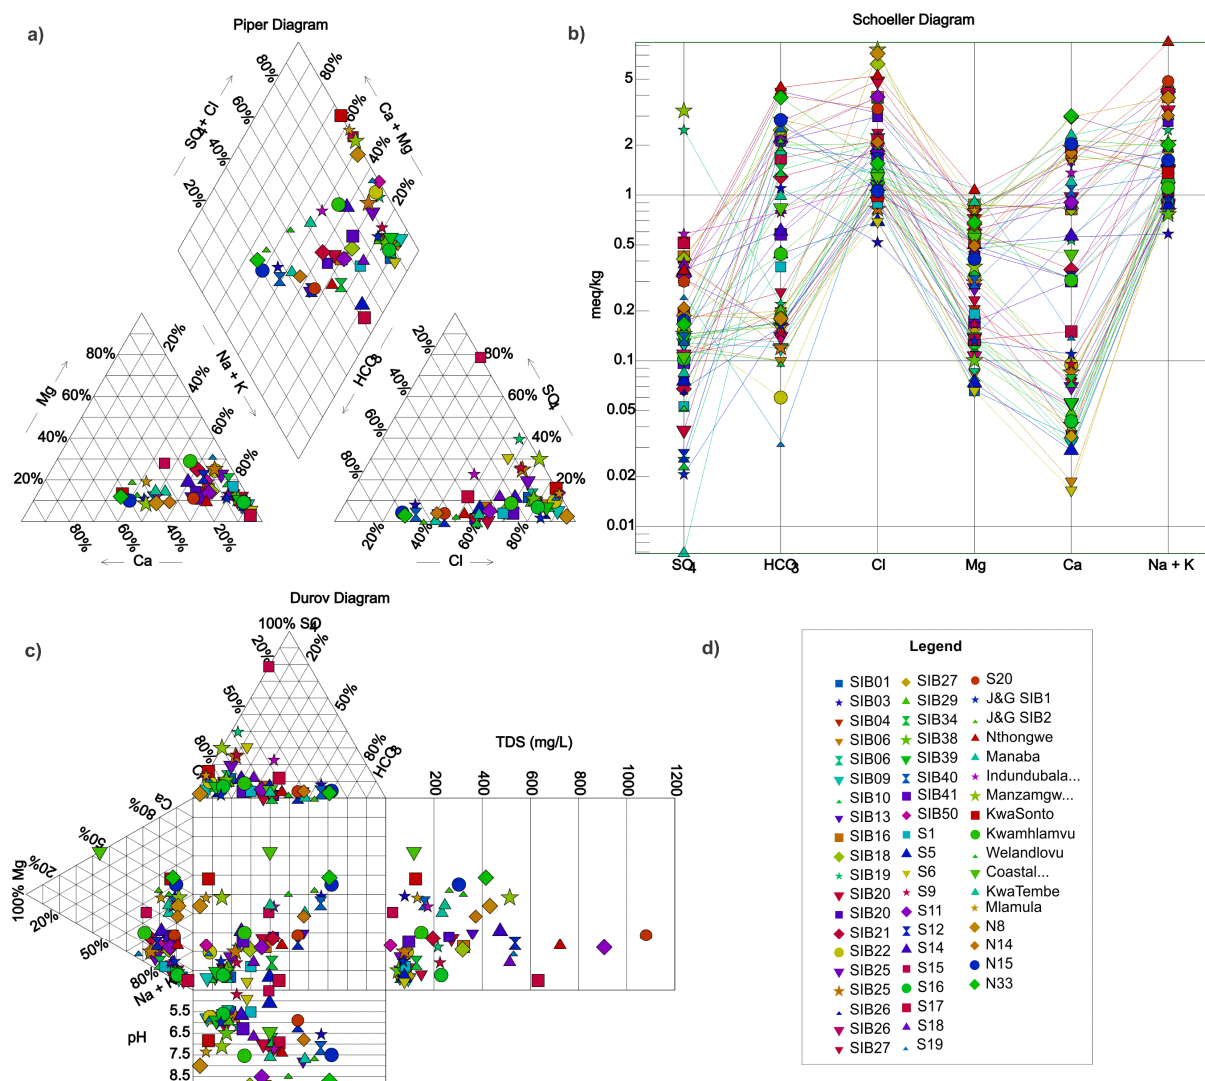 a)
Piper Diagram
80%
80%
60%
60%
SO4 + Cl
Ca + Mg
40%
40%
20%
20%
Mg
80%
20%
60%
40%
40%
60%
20%
80%
Na + K
HCO3
20%
80%
40%
60%
60%
40%
80%
20%
SO4
80%
60%
40%
20%
Ca
20%
40%
60%
80%
Cl
b)
Schoeller Diagram
meq/kg
5
2
1
0.5
0.2
0.1
0.05
0.02
0.01
SO4
HCO3
Cl
Mg
Ca
Na + K
c)
Durov Diagram
100% SO4
20%
20%
50%
50%
80%
80%
Cl
HCO3
TDS (mg/L)
200
400
600
800
1000
1200
Ca
80%
50%
20%
100% Mg
20%
50%
80%
Na + K
pH
5.5
6.5
7.5
8.5
d)
Legend
SIB01
SIB03
SIB04
SIB06
SIB06
SIB09
SIB10
SIB13
SIB16
SIB18
SIB19
SIB20
SIB20
SIB21
SIB22
SIB25
SIB25
SIB26
SIB26
SIB27
SIB27
SIB29
SIB34
SIB38
SIB39
SIB40
SIB41
SIB50
S1
S5
S6
S9
S11
S12
S14
S15
S16
S17
S18
S19
S20
J&G SIB1
J&G SIB2
Nthongwe
Manaba
Indundubala...
Manzamgw...
KwaSonto
Kwamhlamvu
Welandlovu
Coastal...
KwaTembe
Mlamula
N8
N14
N15
N33